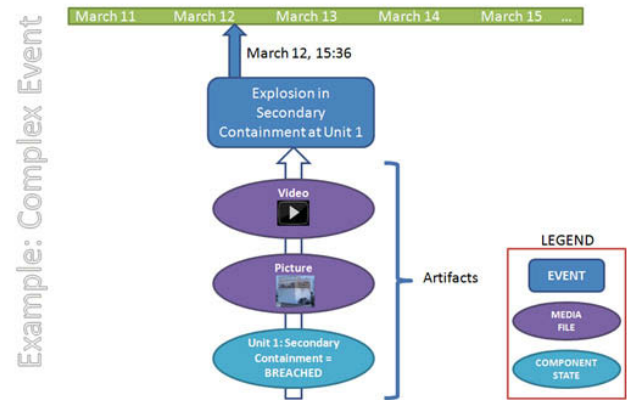 Example: Complex Event
March 11 March 12 March 13 March 14 March 15 ...
March 12, 15:36
Explosion in
Secondary
Containment at Unit 1
Video
Picture
Unit 1: Secondary
Containment =
BREACHED
Artifacts
LEGEND
EVENT
MEDIA
FILE
COMPONENT
STATE